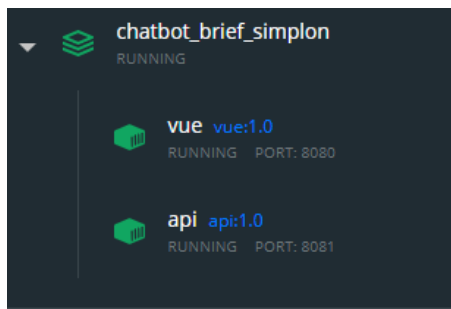 chatbot_brief_simplon
RUNNING
vue vue:1.0
RUNNING PORT: 8080
api api:1.0
RUNNING PORT: 8081